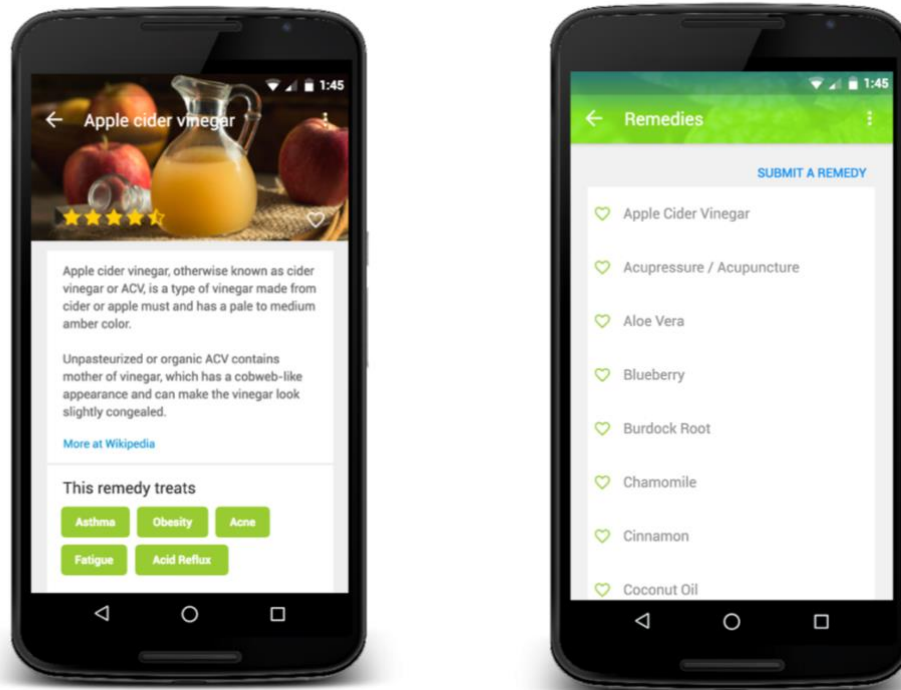 1:45
Apple cider vinegar
Apple cider vinegar, otherwise known as cider
vinegar or ACV, is a type of vinegar made from
cider or apple must and has a pale to medium
amber color.
Unpasteurized or organic ACV contains
mother of vinegar, which has a cobweb-like
appearance and can make the vinegar look
slightly congealed.
More at Wikipedia
This remedy treats
Asthma Obesity Acne
Fatigue Acid Reflux
1:45
Remedies
SUBMIT A REMEDY
Apple Cider Vinegar
Acupressure / Acupuncture
Aloe Vera
Blueberry
Burdock Root
Chamomile
Cinnamon
Coconut Oil